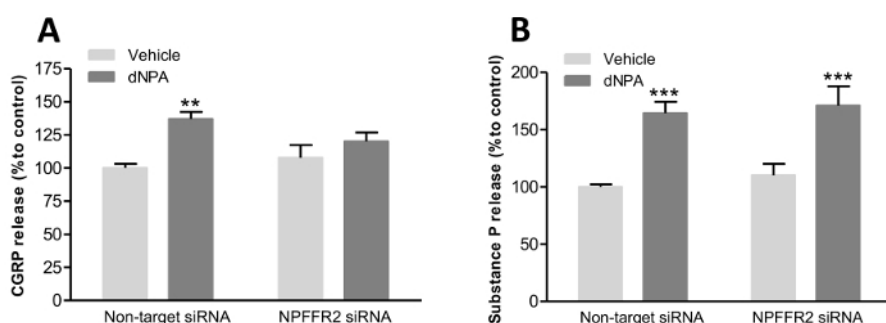 A
Vehicle
dNPA
CGRP release (%to control)
175
150
125
100
75
50
25
0
**
Non-target siRNA
NPFFR2 siRNA
B
Vehicle
dNPA
Substance P release (%to control)
200
150
100
50
0
***
***
Non-target siRNA
NPFFR2 siRNA